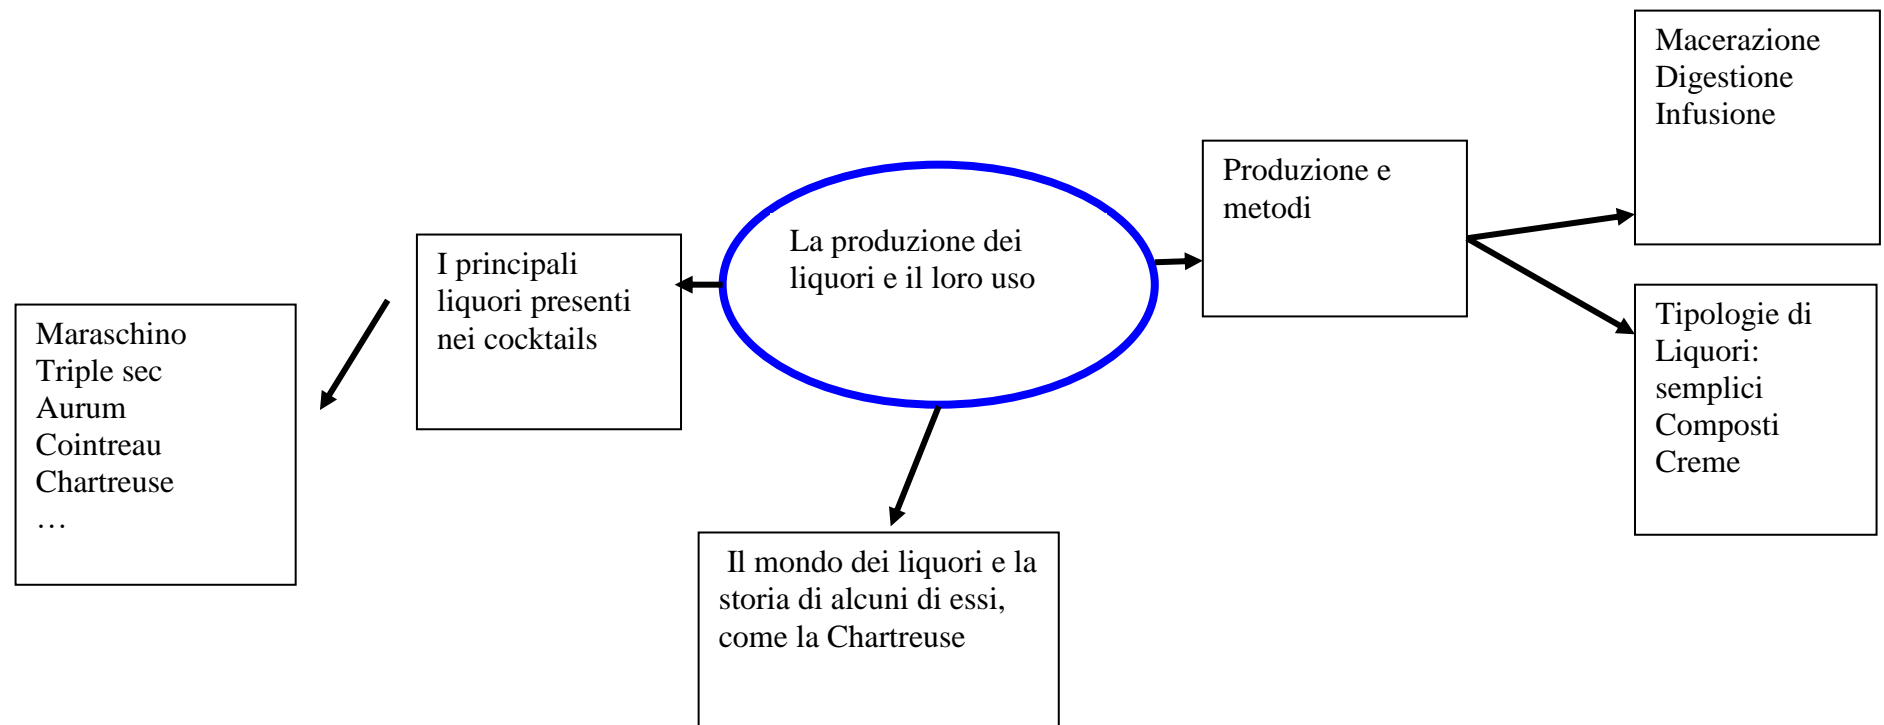 Macerazione
Digestione
Infusione
Produzione e
metodi
La produzione dei
liquori e il loro uso
I principali
liquori presenti
nei cocktails
Maraschino
Triple sec
Aurum
Cointreau
Chartreuse
…
Tipologie di
Liquori:
semplici
Composti
Creme
Il mondo dei liquori e la
storia di alcuni di essi,
come la Chartreuse